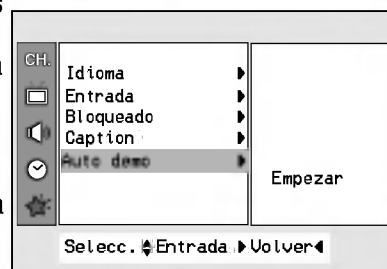 s
CH.
Idioma
Entrada
Bloqueado
Caption
Auto demo
Empezar
Selecc. Entrada Volver